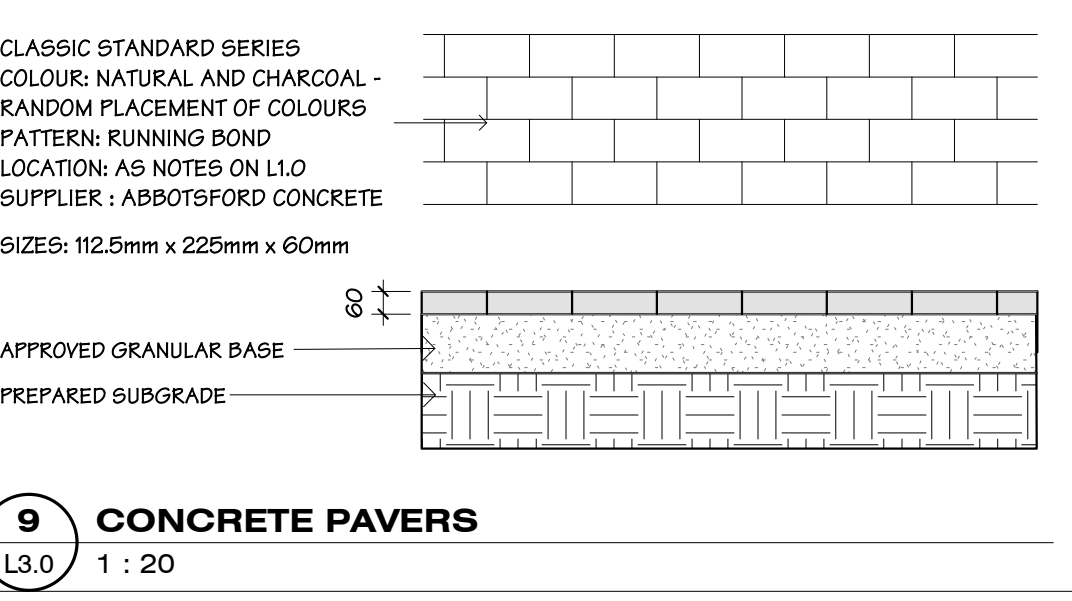 CLASSIC STANDARD SERIES
COLOUR: NATURAL AND CHARCOAL -
RANDOM PLACEMENT OF COLOURS
PATTERN: RUNNING BOND
LOCATION: AS NOTES ON L1.0
SUPPLIER : ABBOTSFORD CONCRETE
SIZES: 112.5mm x 225mm x 60mm
60
APPROVED GRANULAR BASE
PREPARED SUBGRADE
9
CONCRETE PAVERS
L3.0
1 : 20